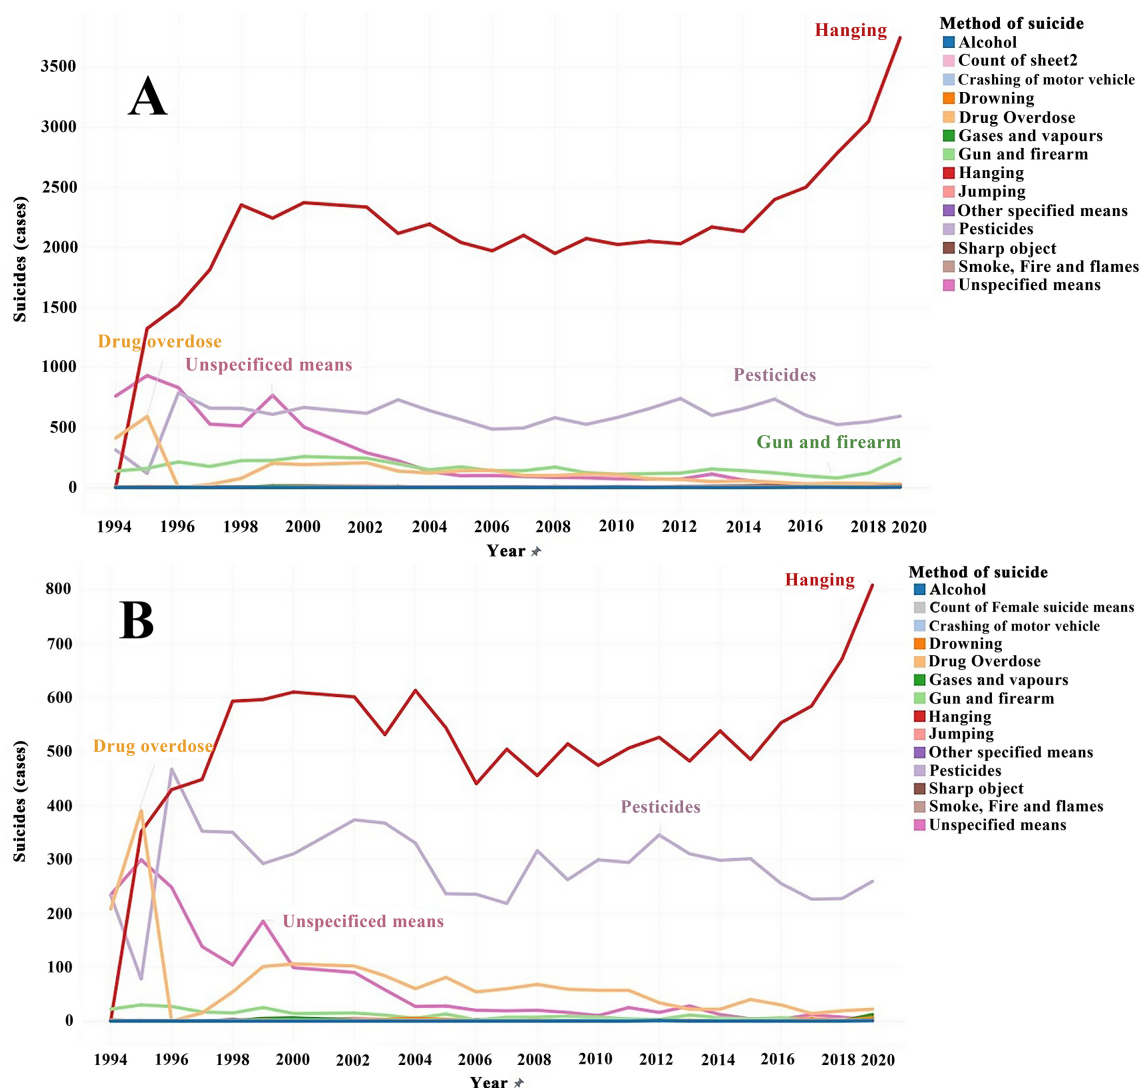 Hanging
Method of suicide
Alcohol
Count of sheet2
Crashing of motor vehicle
Drowning
Drug Overdose
Gases and vapours
Gun and firearm
Hanging
Jumping
Other specified means
Pesticides
Sharp object
Smoke, Fire and flames
Unspecified means
A
Suicides (cases)
3500
3000
2500
2000
1500
1000
500
0
Drug overdose
Unspecificed means
Pesticides
Gun and firearm
1994 1996 1998 2000 2002 2004 2006 2008 2010 2012 2014 2016 2018 2020
Year
Hanging
Method of suicide
Alcohol
Count of Female suicide means
Crashing of motor vehicle
Drowning
Drug Overdose
Gases and vapours
Gun and firearm
Hanging
Jumping
Other specified means
Pesticides
Sharp object
Smoke, Fire and flames
Unspecified means
B
Suicides (cases)
800
700
600
500
400
300
200
100
0
Drug overdose
Pesticides
Unspecificed means
1994 1996 1998 2000 2002 2004 2006 2008 2010 2012 2014 2016 2018 2020
Year